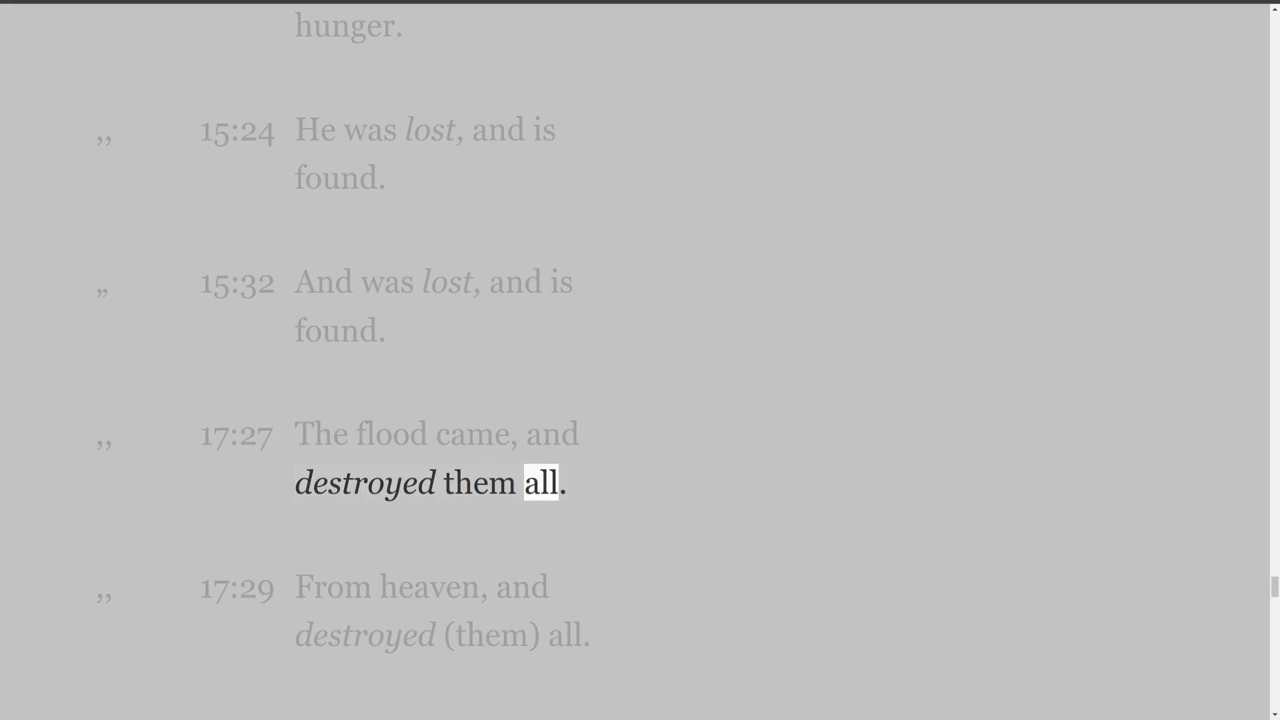 hunger.
,, 15:24 He was lost, and is
found.
„ 15:32 And was lost, and is
found.
,, 17:27 The flood came, and
destroyed them all.
,, 17:29 From heaven, and
destroyed (them) all.